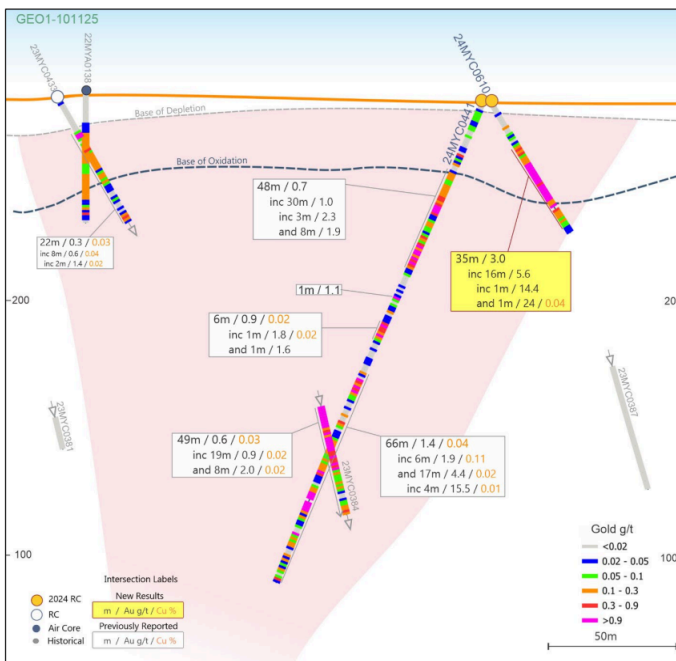 GEO1-101125
23MYC0433
22MYA0138
24MYC0610
24MYC0441
Base of Depletion
Base of Oxidation
48m / 0.7
inc 30m / 1.0
inc 3m / 2.3
and 8m / 1.9
22m / 0.3 / 0.03
inc 8m / 0.6 / 0.04
inc 2m / 1.4 / 0.02
35m / 3.0
inc 16m / 5.6
inc 1m / 14.4
and 1m / 24 / 0.04
1m / 1.1
200
20
6m / 0.9 / 0.02
inc 1m / 1.8 / 0.02
and 1m / 1.6
23MYC0381
23MYC0387
49m / 0.6 / 0.03
inc 19m / 0.9 / 0.02
and 8m / 2.0 / 0.02
23MYC0384
66m / 1.4 / 0.04
inc 6m / 1.9 / 0.11
and 17m / 4.4 / 0.02
inc 4m / 15.5 / 0.01
100
100
Gold g/t
<0.02
0.02 - 0.05
0.05 - 0.1
0.1 - 0.3
0.3 - 0.9
>0.9
50m
2024 RC
RC
Air Core
Historical
Intersection Labels
New Results
m / Au g/t / Cu %
Previously Reported
m / Au g/t / Cu %